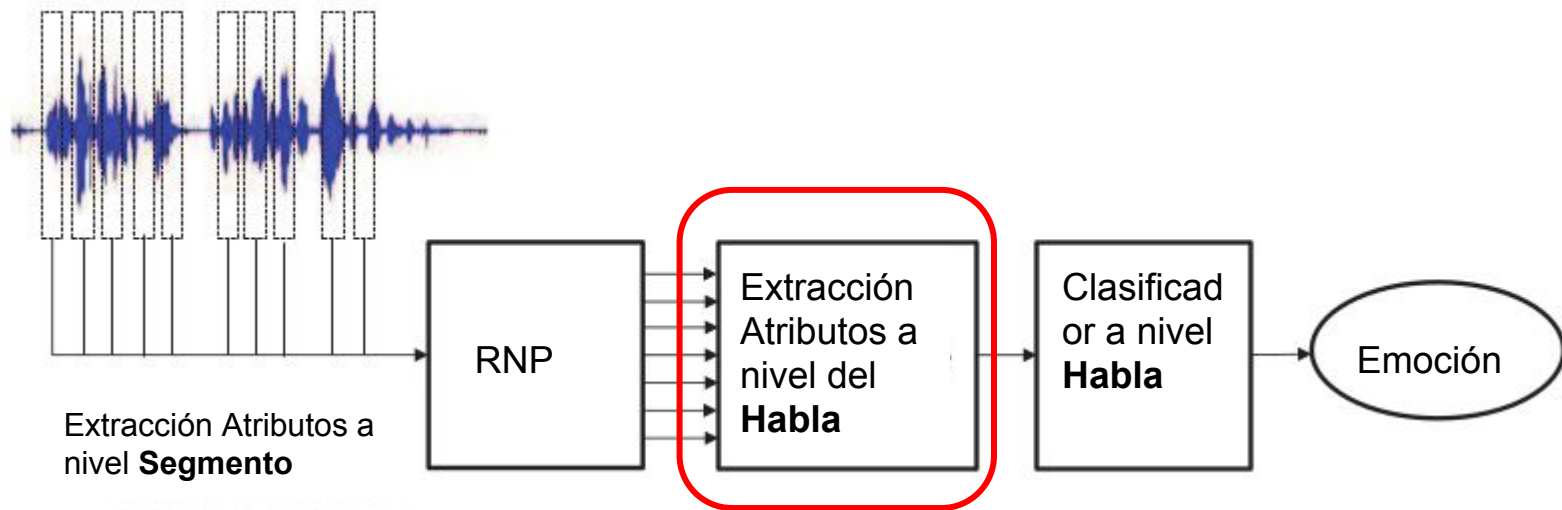 Extracción Atributos a
nivel Segmento
RNP
Extracción
Atributos a
nivel del
Habla
Clasificad
or a nivel
Habla
Emoción